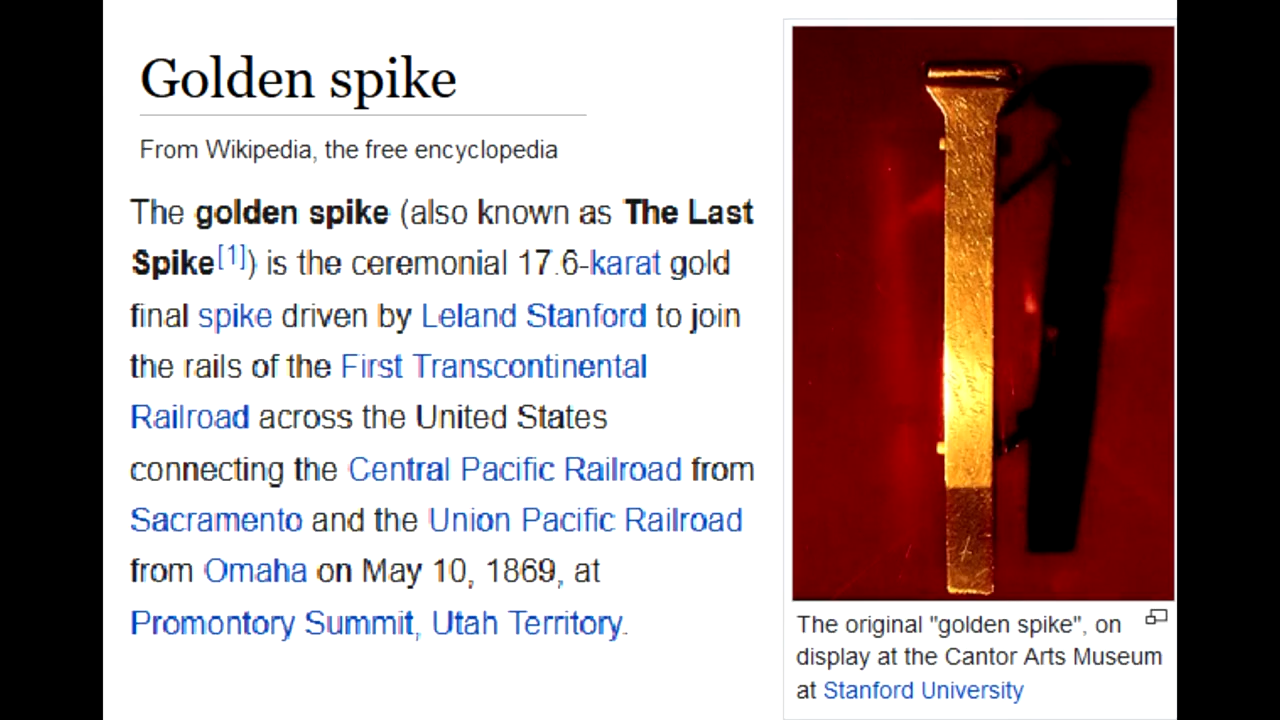 Golden spike
From Wikipedia, the free encyclopedia
The golden spike (also known as The Last
Spike[1]) is the ceremonial 17.6-karat gold
final spike driven by Leland Stanford to join
the rails of the First Transcontinental
Railroad across the United States
connecting the Central Pacific Railroad from
Sacramento and the Union Pacific Railroad
from Omaha on May 10, 1869, at
Promontory Summit, Utah Territory.
The original "golden spike", on
display at the Cantor Arts Museum
at Stanford University